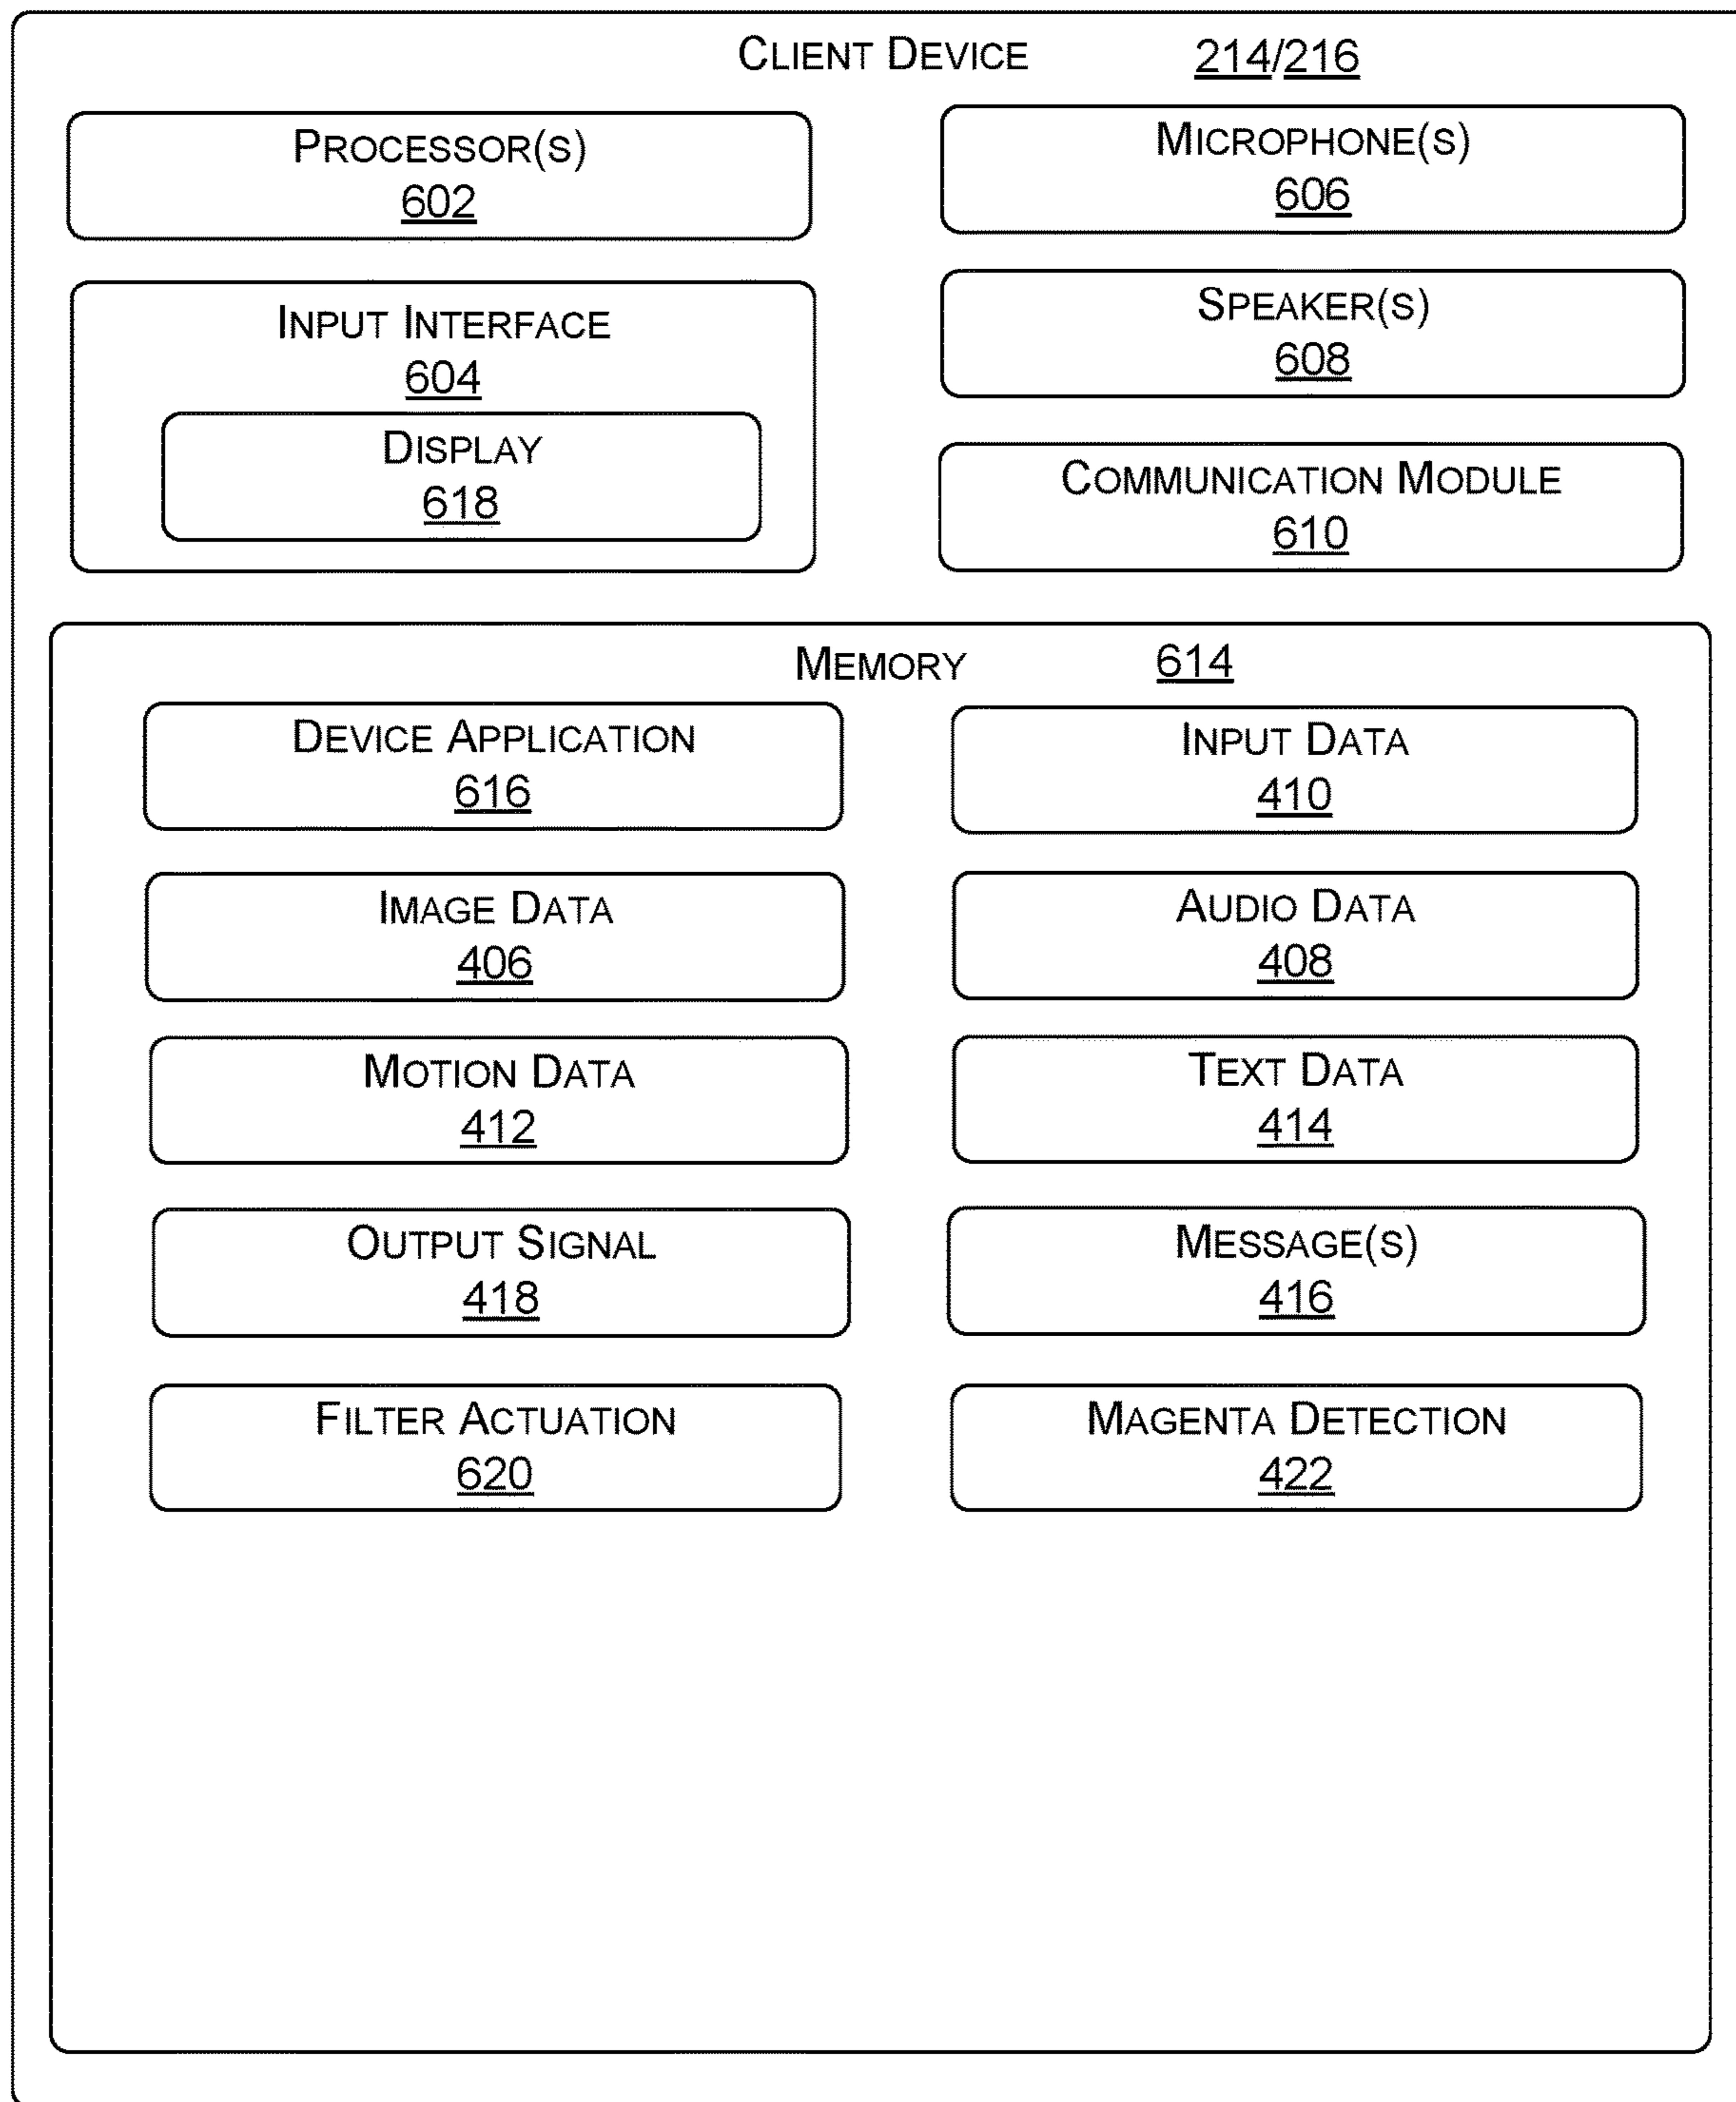 CLIENT DEVICE 214/216
PROCESSOR(S)
602
MICROPHONE(S)
606
INPUT INTERFACE
604
DISPLAY
618
SPEAKER(S)
608
COMMUNICATION MODULE
610
MEMORY 614
DEVICE APPLICATION
616
INPUT DATA
410
IMAGE DATA
406
AUDIO DATA
408
MOTION DATA
412
TEXT DATA
414
OUTPUT SIGNAL
418
MESSAGE(S)
416
FILTER ACTUATION
620
MAGENTA DETECTION
422